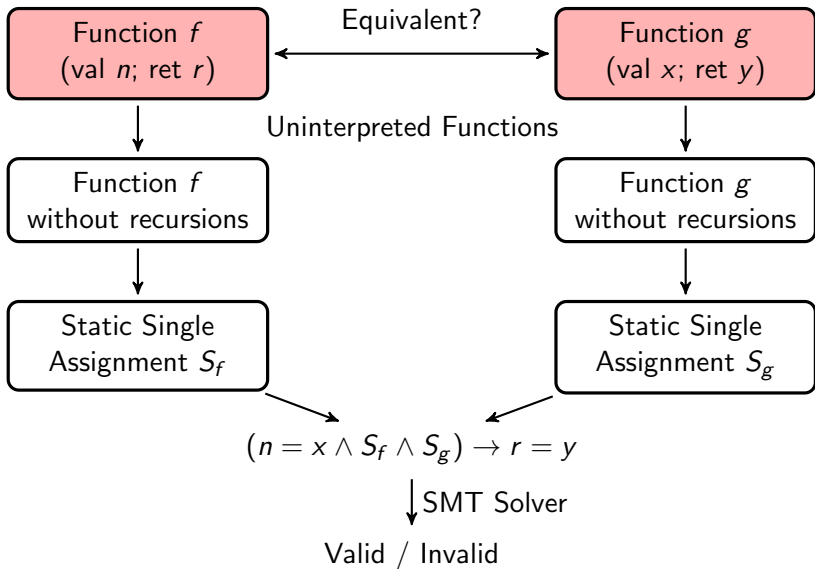 Function f
(val n; ret r)
Equivalent?
Function g
(val x; ret y)
Uninterpreted Functions
Function f
without recursions
Function g
without recursions
Static Single
Assignment S_f
Static Single
Assignment S_g
(n = x ∧ S_f ∧ S_g) → r = y
SMT Solver
Valid / Invalid